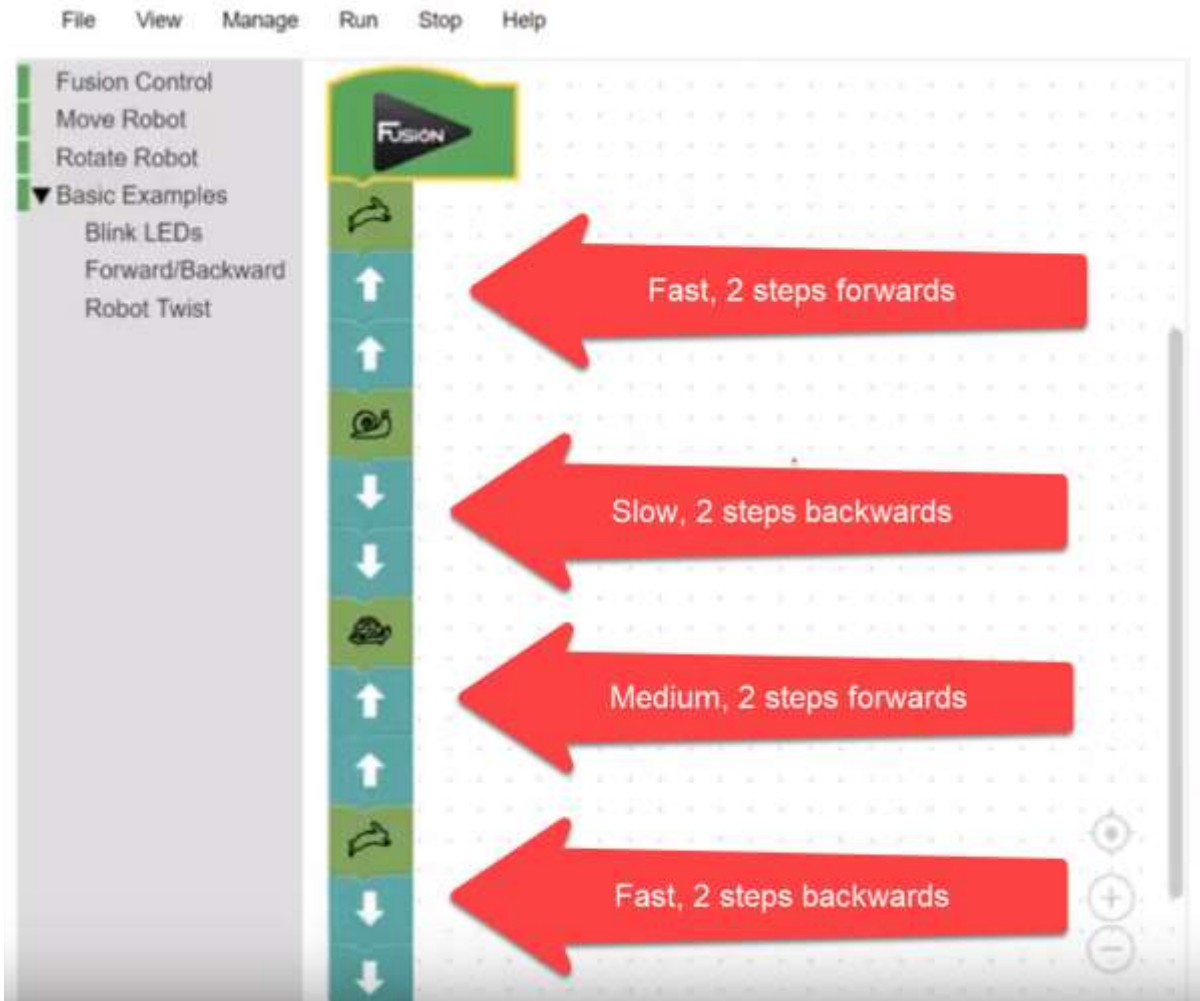 File View Manage Run Stop Help
Fusion Control
Move Robot
Rotate Robot
Basic Examples
Blink LEDs
Forward/Backward
Robot Twist
FUSION
Fast, 2 steps forwards
Slow, 2 steps backwards
Medium, 2 steps forwards
Fast, 2 steps backwards